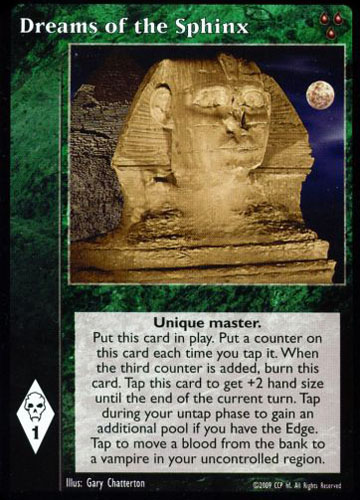 Dreams of the Sphinx
Unique master.
Put this card in play. Put a counter on
this card each time you tap it. When
the third counter is added, burn this
card. Tap this card to get +2 hand size
until the end of the current turn. Tap
during your untap phase to gain an
additional pool if you have the Edge.
Tap to move a blood from the bank to
a vampire in your uncontrolled region.
1
Illus: Gary Chatterton
©2009 CCP hf. All Rights Reserved